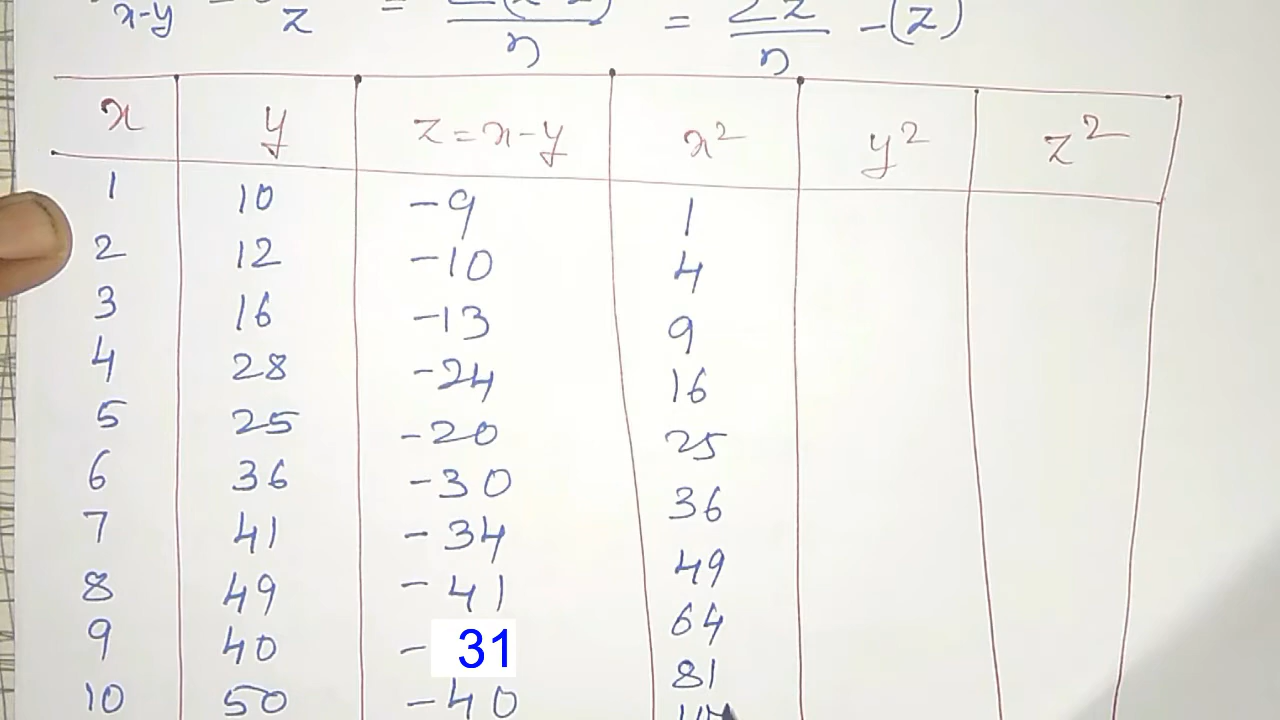 x-y z = n = n -(z)
x y z=x-y x² y² z²
1 10 -9 1
2 12 -10 4
3 16 -13 9
4 28 -24 16
5 25 -20 25
6 36 -30 36
7 41 -34 49
8 49 -41 64
9 40 -31 81
10 50 -40